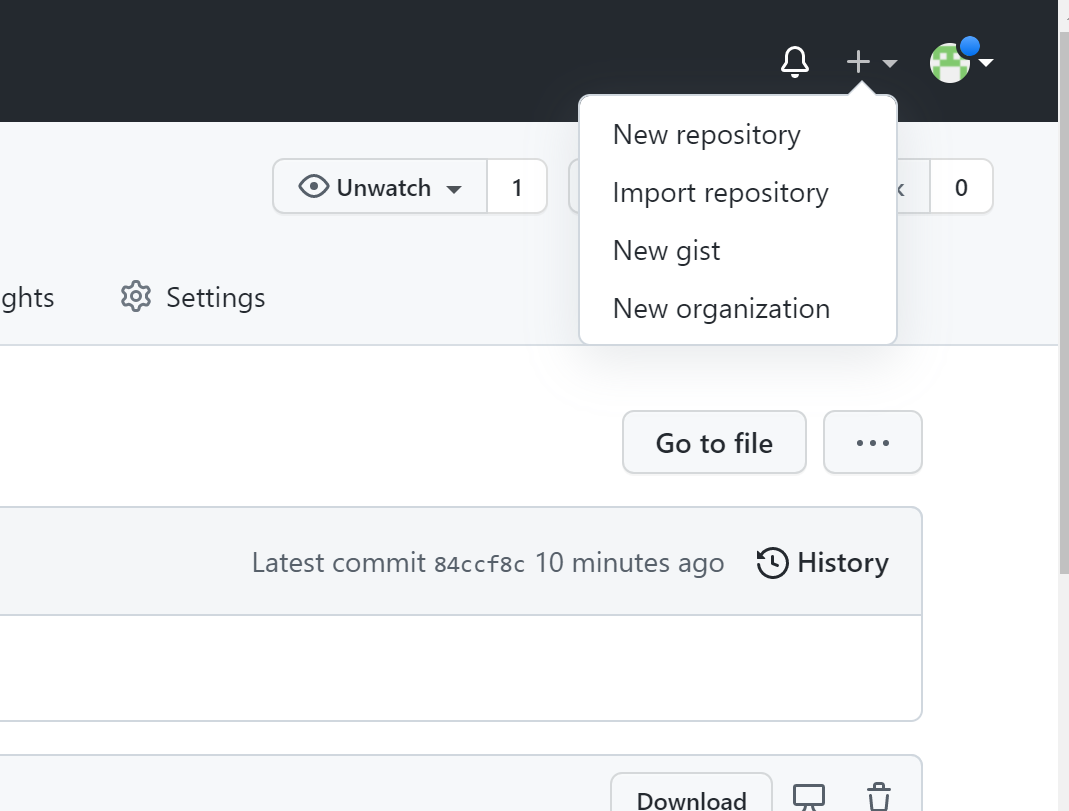 New repository
Import repository
New gist
New organization
Unwatch 1
0
Settings
Go to file
Latest commit 84ccf8c 10 minutes ago History
Download